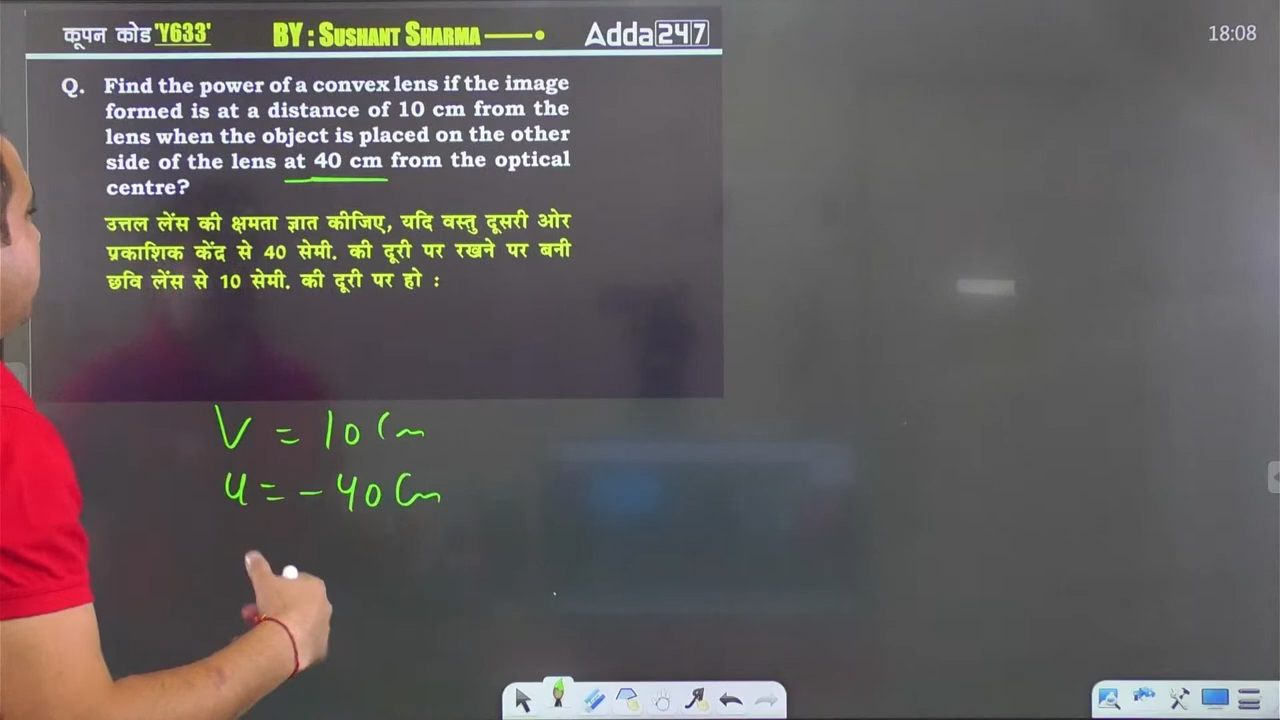 कूपन कोड 'Y633' BY : SUSHANT SHARMA Adda247 18:08
Q. Find the power of a convex lens if the image
formed is at a distance of 10 cm from the
lens when the object is placed on the other
side of the lens at 40 cm from the optical
centre?
उत्तल लेंस की क्षमता ज्ञात कीजिए, यदि वस्तु दूसरी ओर
प्रकाशिक केंद्र से 40 सेमी. की दूरी पर रखने पर बनी
छवि लेंस से 10 सेमी. की दूरी पर हो :
V = 10 Cm
u = - 40 Cm